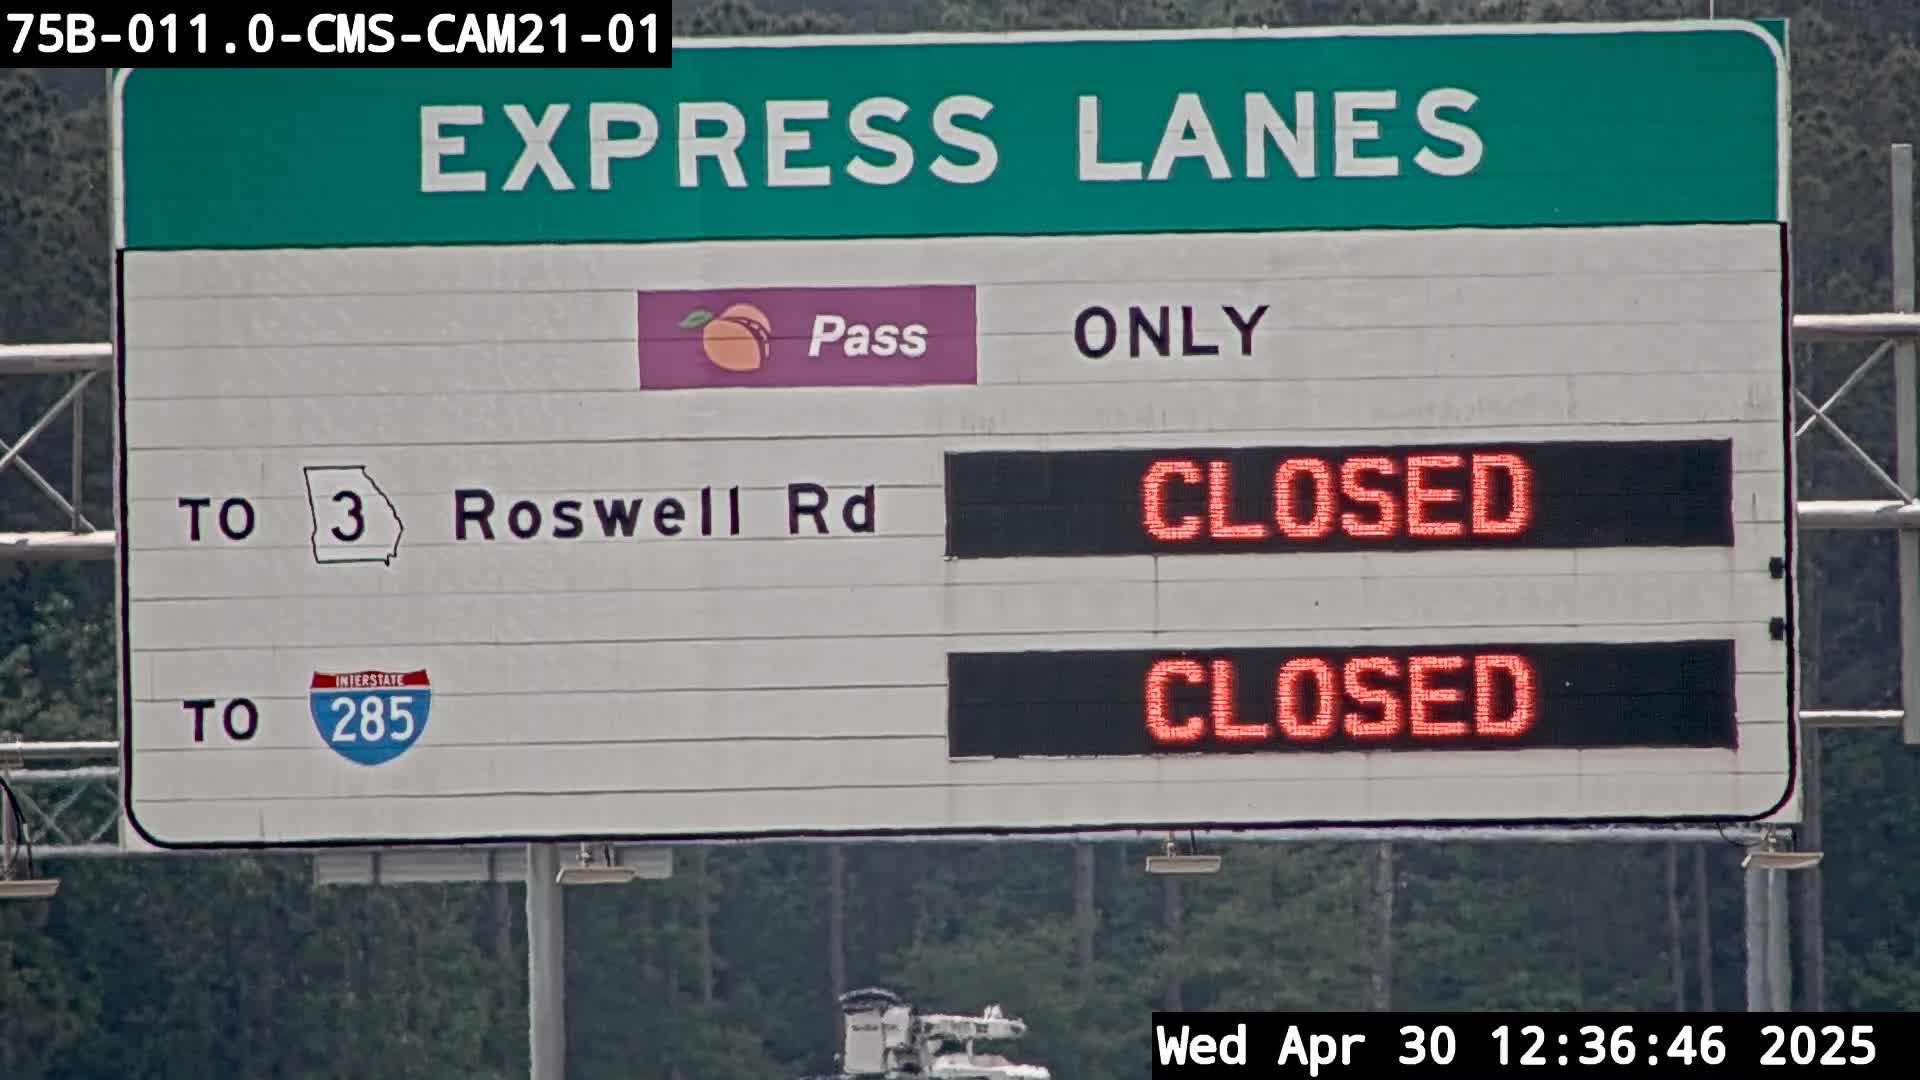 75B-011.0-CMS-CAM21-01
EXPRESS LANES
Pass ONLY
TO 3 Roswell Rd CLOSED
INTERSTATE
TO 285 CLOSED
Wed Apr 30 12:36:46 2025